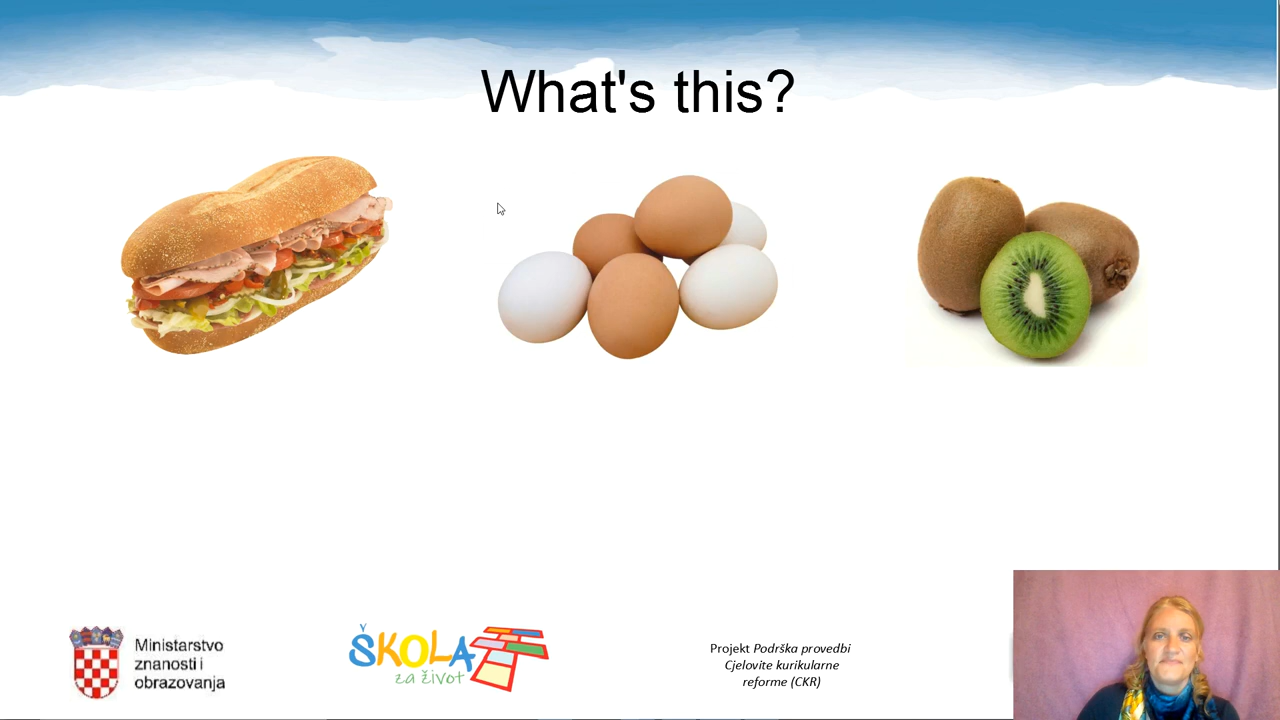 What's this?
Ministarstvo
znanosti i
obrazovanja
ŠKOLA
za život
Projekt Podrška provedbi
Cjelovite kurikularne
reforme (CKR)